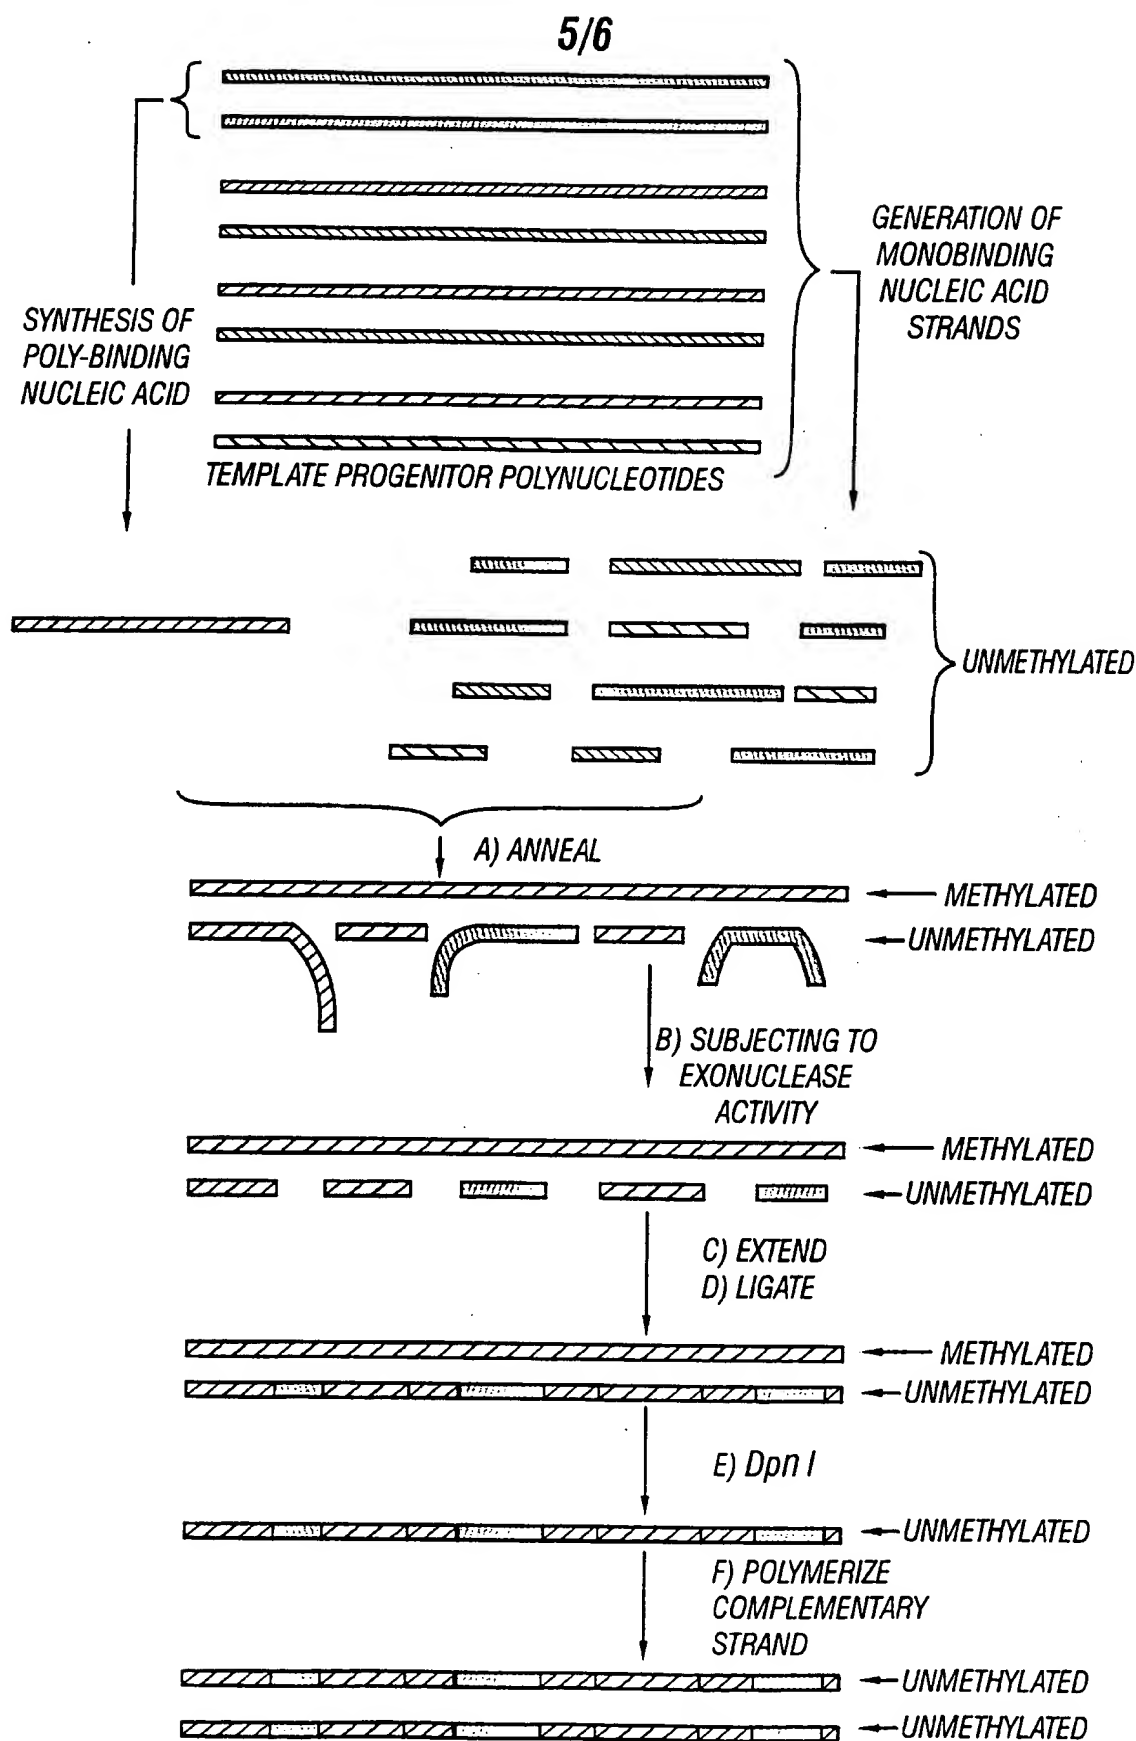 5/6
GENERATION OF
MONOBINDING
NUCLEIC ACID
STRANDS
SYNTHESIS OF
POLY-BINDING
NUCLEIC ACID
TEMPLATE PROGENITOR POLYNUCLEOTIDES
UNMETHYLATED
A) ANNEAL
METHYLATED
UNMETHYLATED
B) SUBJECTING TO
EXONUCLEASE
ACTIVITY
METHYLATED
UNMETHYLATED
C) EXTEND
D) LIGATE
METHYLATED
UNMETHYLATED
E) Dpn I
UNMETHYLATED
F) POLYMERIZE
COMPLEMENTARY
STRAND
UNMETHYLATED
UNMETHYLATED